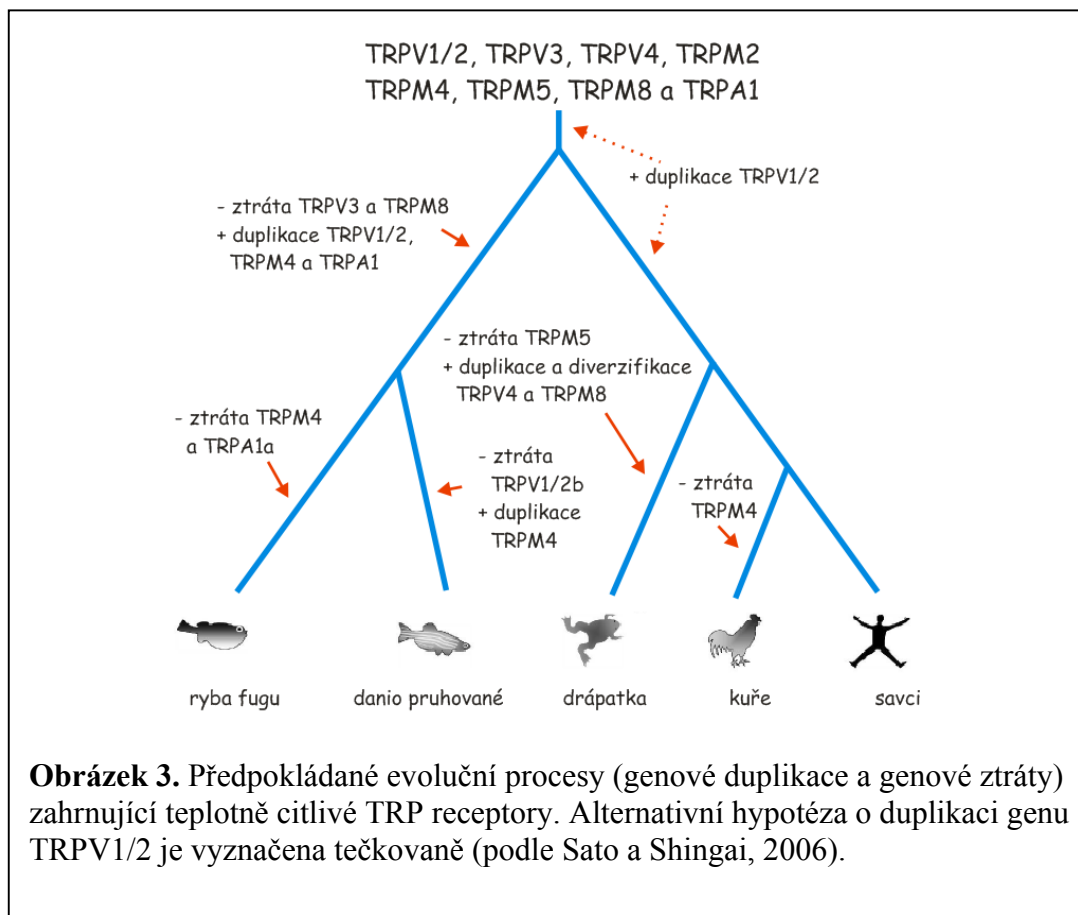 TRPV1/2, TRPV3, TRPV4, TRPM2
TRPM4, TRPM5, TRPM8 a TRPA1
+ duplikace TRPV1/2
- ztráta TRPV3 a TRPM8
+ duplikace TRPV1/2,
TRPM4 a TRPA1
- ztráta TRPM5
+ duplikace a diverzifikace
TRPV4 a TRPM8
- ztráta TRPM4
a TRPA1a
- ztráta
TRPV1/2b
+ duplikace
TRPM4
- ztráta
TRPM4
ryba fugu
danio pruhované
drápatka
kuře
savci
Obrázek 3. Předpokládané evoluční procesy (genové duplikace a genové ztráty)
zahrnující teplotně citlivé TRP receptory. Alternativní hypotéza o duplikaci genu
TRPV1/2 je vyznačena tečkovaně (podle Sato a Shingai, 2006).